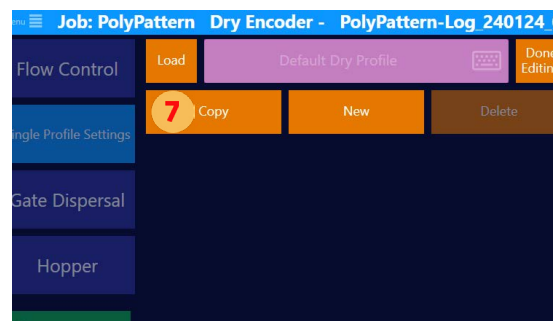 enu Job: PolyPattern Dry Encoder - PolyPattern-Log_240124_
Load Default Dry Profile Done Editin
Flow Control
7 Copy New Delete
ingle Profile Settings
Gate Dispersal
Hopper